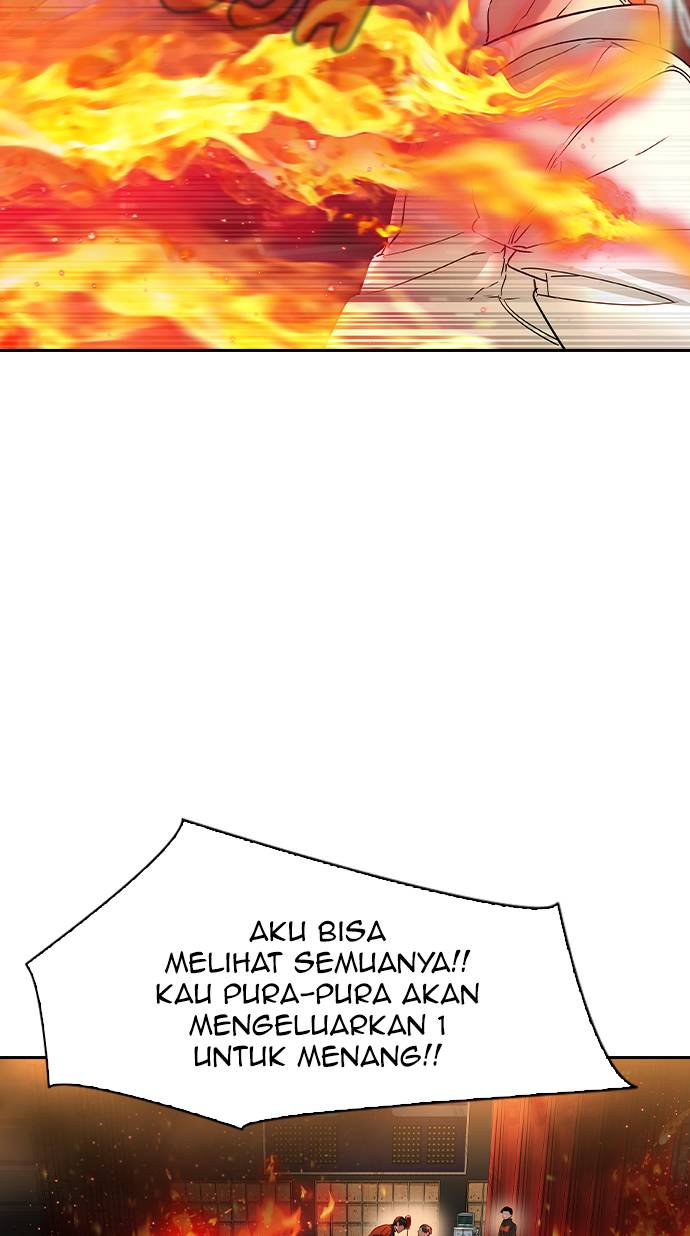 AKU BISA
MELIHAT SEMUANYA!!
KAU PURA-PURA AKAN
MENGELUARKAN 1
UNTUK MENANG!!